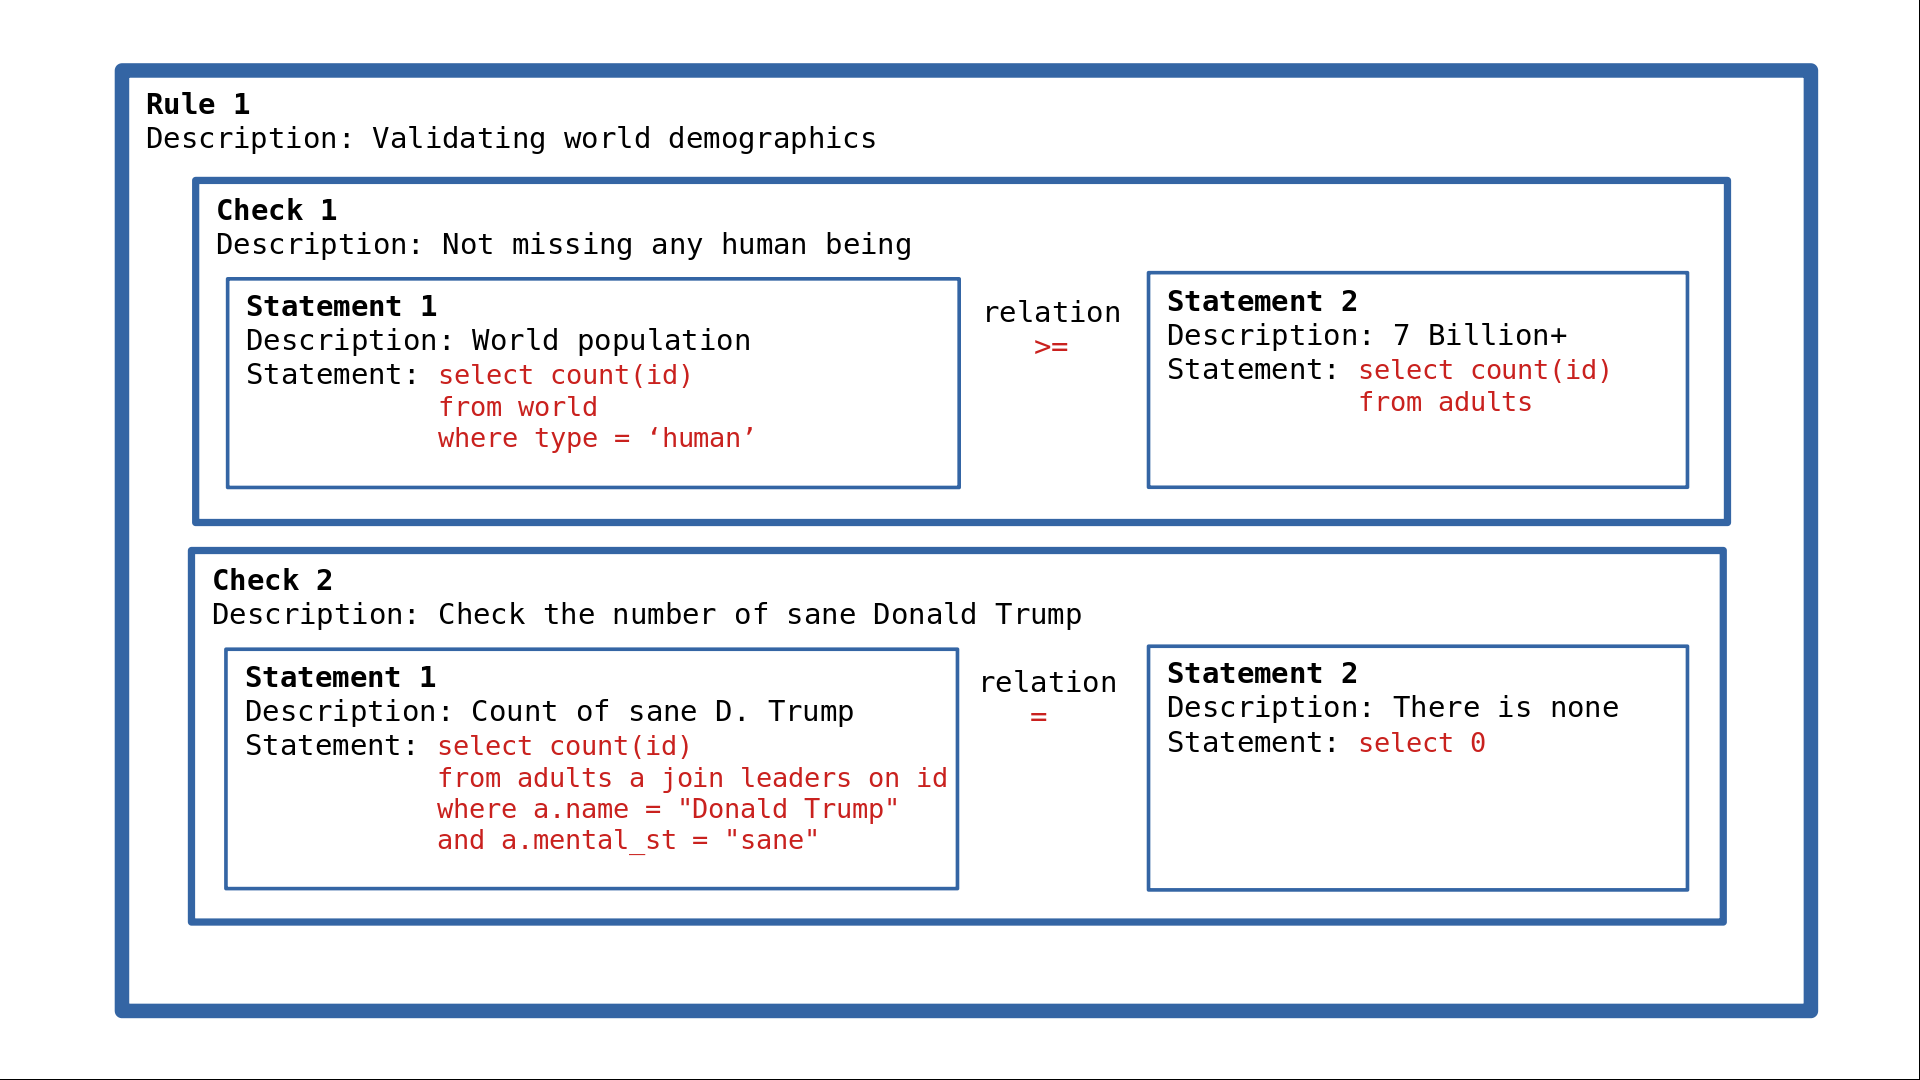 Rule 1
Description: Validating world demographics
Check 1
Description: Not missing any human being
Statement 1
Description: World population
Statement: select count(id)
from world
where type = ‘human’
relation
>=
Statement 2
Description: 7 Billion+
Statement: select count(id)
from adults
Check 2
Description: Check the number of sane Donald Trump
Statement 1
Description: Count of sane D. Trump
Statement: select count(id)
from adults a join leaders on id
where a.name = "Donald Trump"
and a.mental_st = "sane"
relation
=
Statement 2
Description: There is none
Statement: select 0